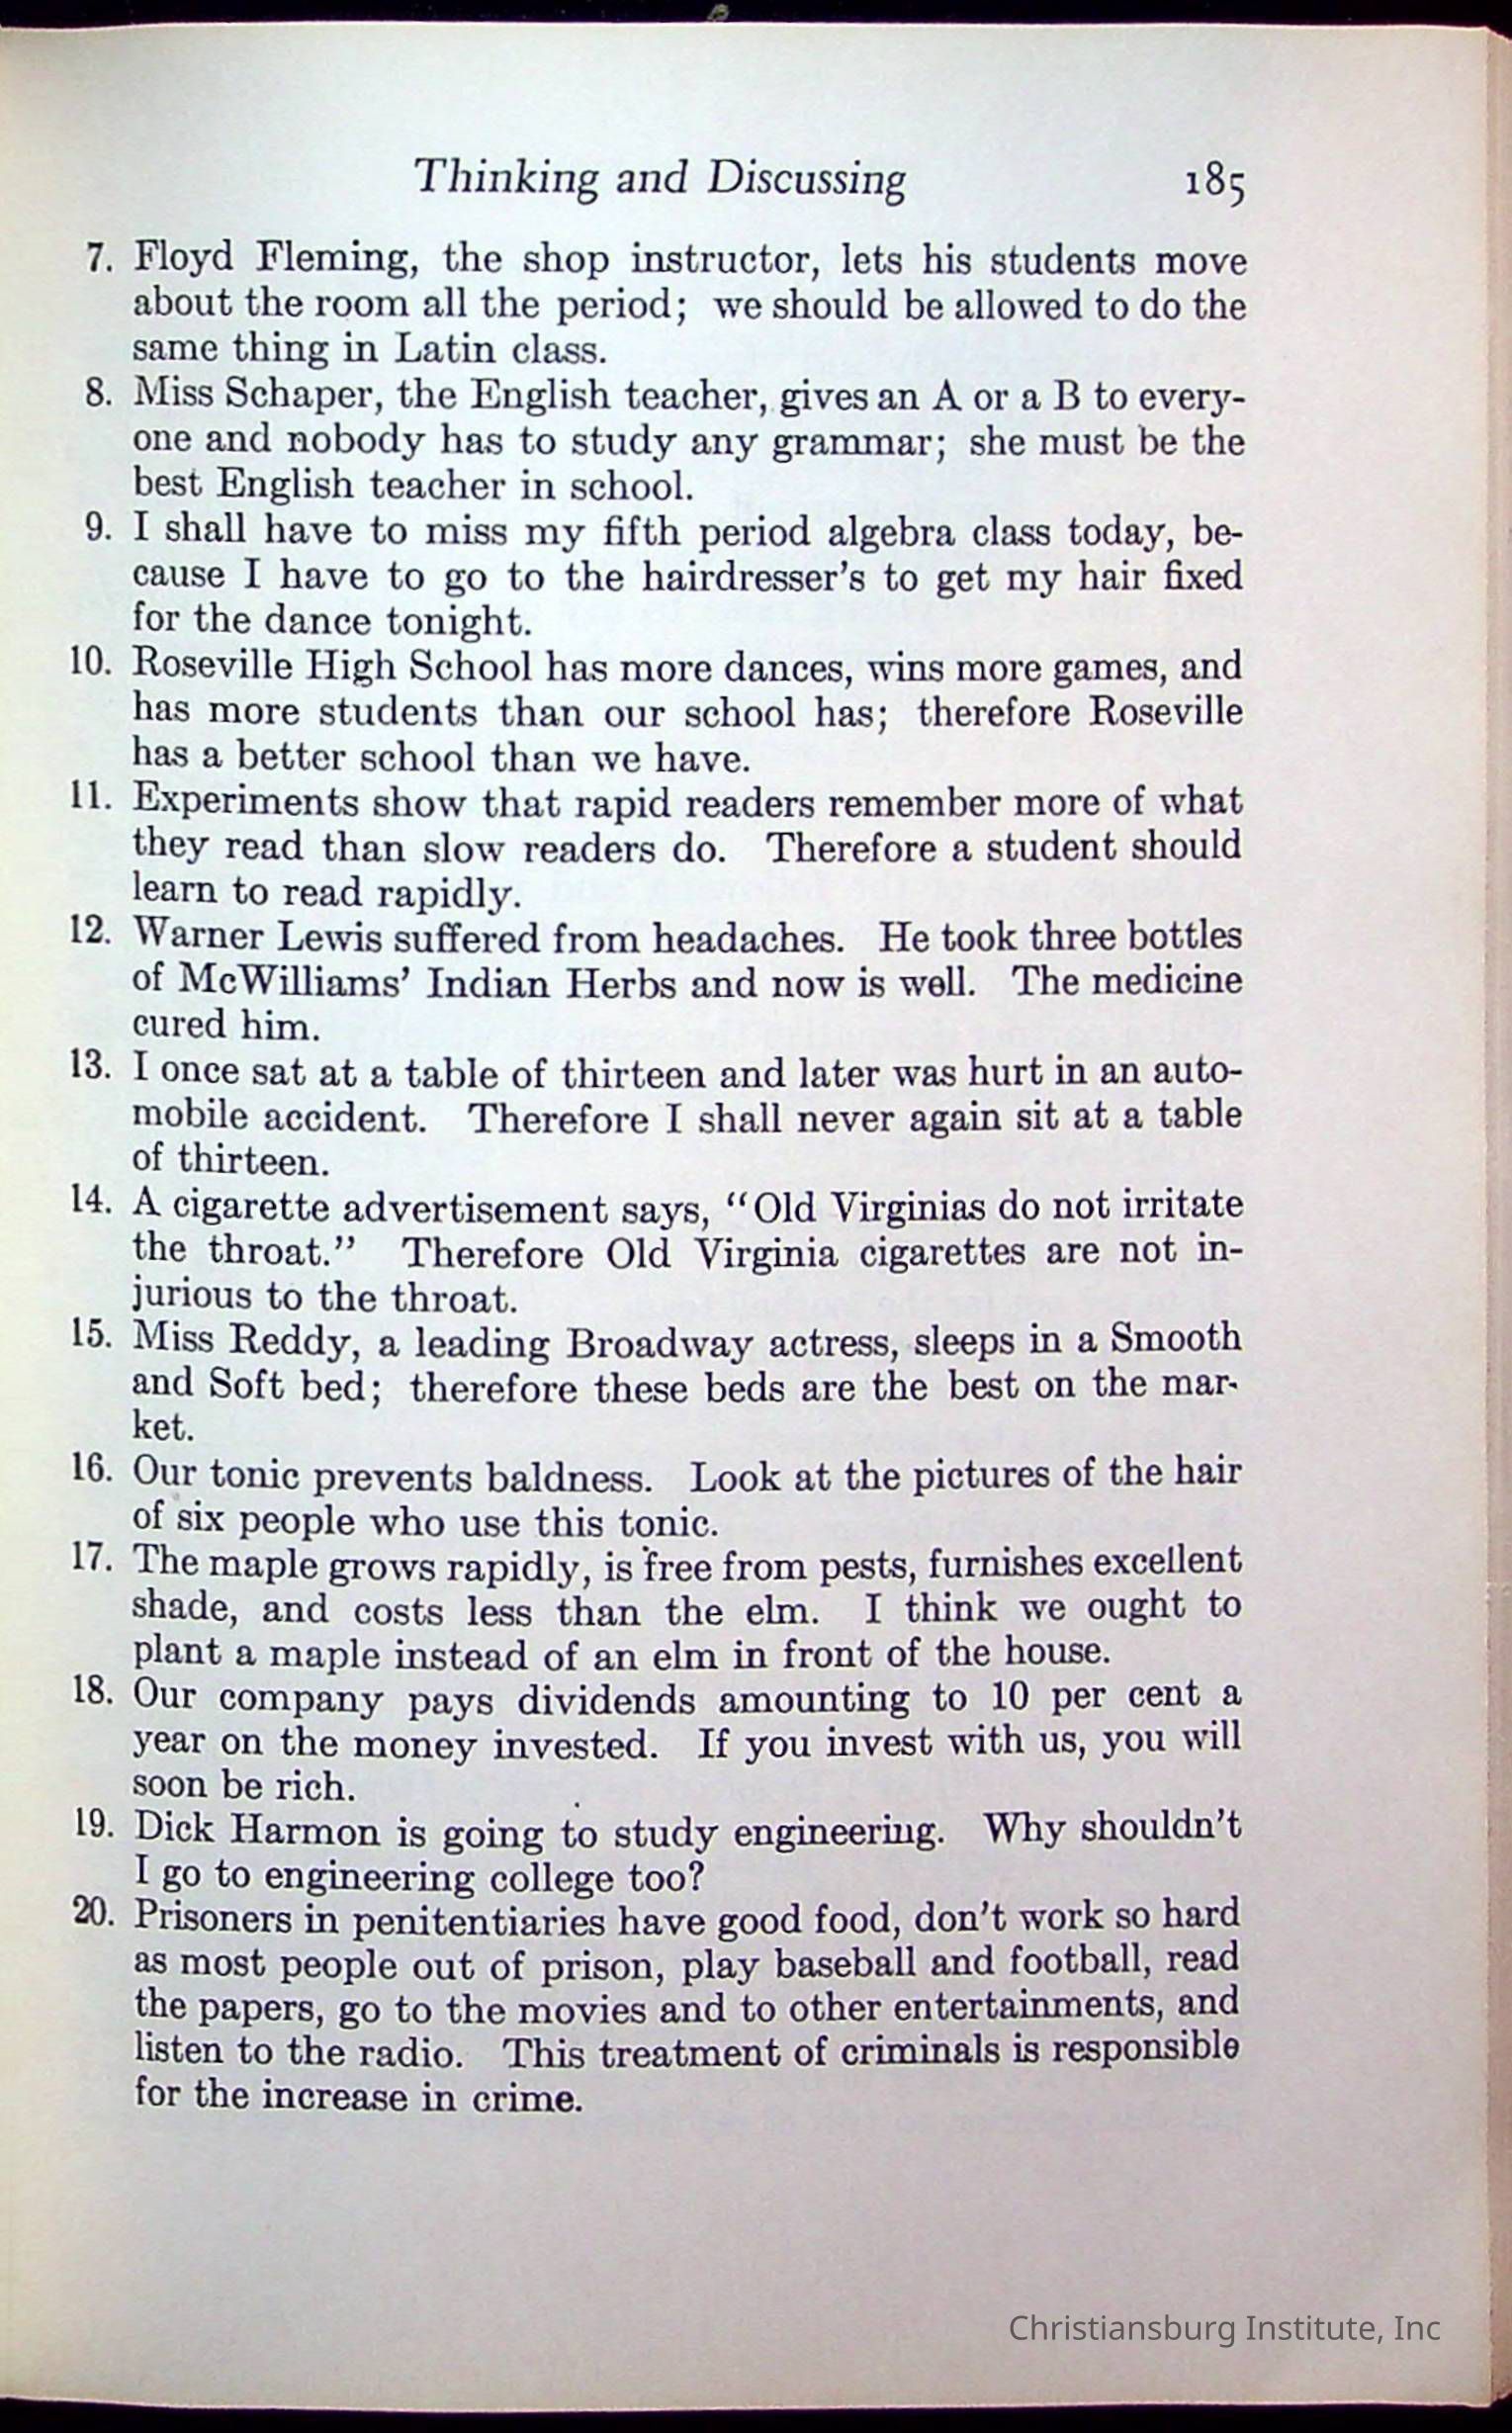 Thinking and Discussing 185
7. Floyd Fleming, the shop instructor, lets his students move
about the room all the period; we should be allowed to do the
same thing in Latin class.
8. Miss Schaper, the English teacher, gives an A or a B to every-
one and nobody has to study any grammar; she must be the
best English teacher in school.
9. I shall have to miss my fifth period algebra class today, be-
cause I have to go to the hairdresser's to get my hair fixed
for the dance tonight.
10. Roseville High School has more dances, wins more games, and
has more students than our school has; therefore Roseville
has a better school than we have.
11. Experiments show that rapid readers remember more of what
they read than slow readers do. Therefore a student should
learn to read rapidly.
12. Warner Lewis suffered from headaches. He took three bottles
of McWilliams' Indian Herbs and now is well. The medicine
cured him.
13. I once sat at a table of thirteen and later was hurt in an auto-
mobile accident. Therefore I shall never again sit at a table
of thirteen.
14. A cigarette advertisement says, "Old Virginias do not irritate
the throat." Therefore Old Virginia cigarettes are not in-
jurious to the throat.
15. Miss Reddy, a leading Broadway actress, sleeps in a Smooth
and Soft bed; therefore these beds are the best on the mar-
ket.
16. Our tonic prevents baldness. Look at the pictures of the hair
of six people who use this tonic.
17. The maple grows rapidly, is free from pests, furnishes excellent
shade, and costs less than the elm. I think we ought to
plant a maple instead of an elm in front of the house.
18. Our company pays dividends amounting to 10 per cent a
year on the money invested. If you invest with us, you will
soon be rich.
19. Dick Harmon is going to study engineering. Why shouldn't
I go to engineering college too?
20. Prisoners in penitentiaries have good food, don't work so hard
as most people out of prison, play baseball and football, read
the papers, go to the movies and to other entertainments, and
listen to the radio. This treatment of criminals is responsible
for the increase in crime.
Christiansburg Institute, Inc